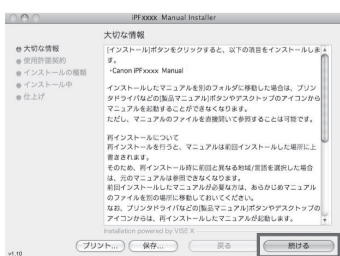 iPFxxxx Manual Installer
大切な情報
大切な情報
使用許諾契約
インストールの種類
インストール中
仕上げ
[インストール]ボタンをクリックすると、以下の項目をインストールしま
す。
・Canon iPFxxxx Manual
インストールしたマニュアルを別のフォルダに移動した場合は、プリン
タドライバなどの[製品マニュアル]ボタンやデスクトップのアイコンから
マニュアルを起動することができなくなります。
ただし、マニュアルのファイルを直接開いて参照することは可能です。
再インストールについて
再インストールを行うと、マニュアルは前回インストールした場所に上
書きされます。
そのため、再インストール時に前回と異なる地域/言語を選択した場合
は、元のマニュアルは参照できなくなります。
前回インストールしたマニュアルが必要な方は、あらかじめマニュアル
のファイルを別の場所に移動しておいてください。
なお、プリンタドライバなどの[製品マニュアル]ボタンやデスクトップの
アイコンからは、再インストールしたマニュアルが起動します。
Installation powered by VISE X
プリント...
保存...
戻る
続ける
v1.10